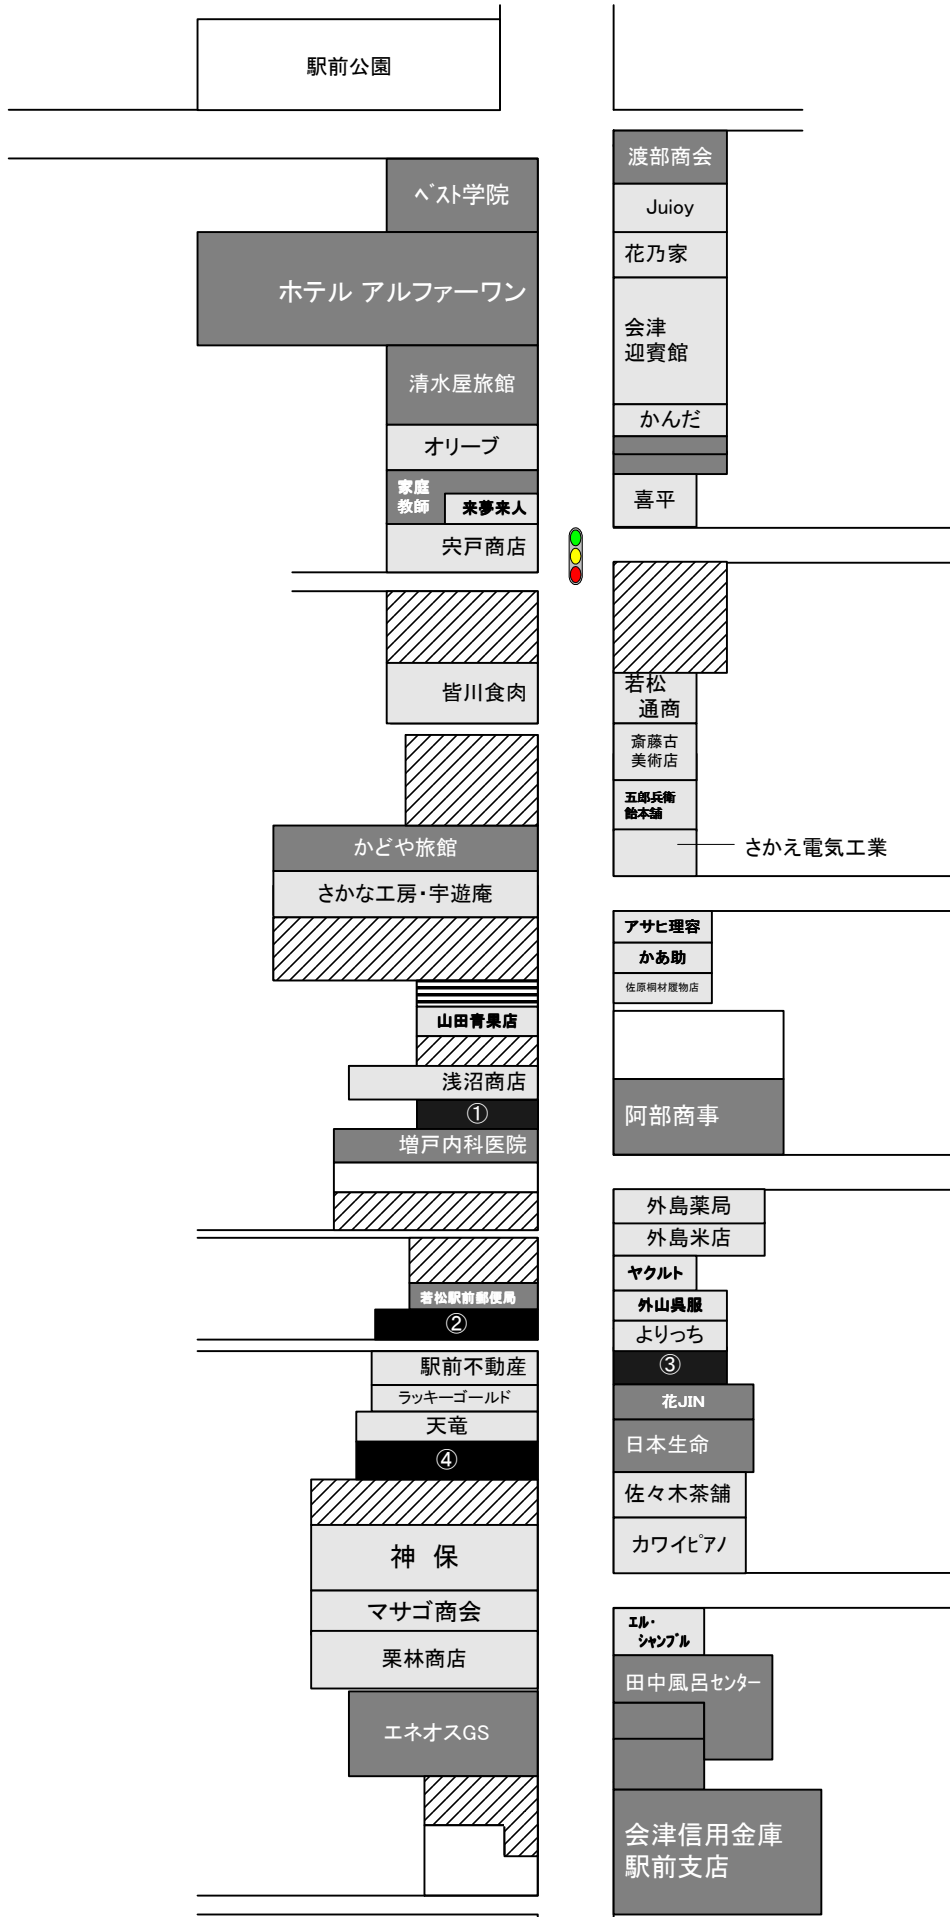 駅前公園
ベスト学院
ホテル アルファーワン
清水屋旅館
オリーブ
家庭
教師
来夢来人
宍戸商店
皆川食肉
かどや旅館
さかな工房・宇遊庵
山田青果店
浅沼商店
①
増戸内科医院
若松駅前郵便局
②
駅前不動産
ラッキーゴールド
天竜
④
神 保
マサゴ商会
栗林商店
エネオスGS
渡部商会
Juioy
花乃家
会津
迎賓館
かんだ
喜平
若松
通商
斎藤古
美術店
五郎兵衛
飴本舗
さかえ電気工業
アサヒ理容
かあ助
佐原桐材履物店
阿部商事
外島薬局
外島米店
ヤクルト
外山呉服
よりっち
③
花JIN
日本生命
佐々木茶舗
カワイピアノ
エル・
シャンブル
田中風呂センター
会津信用金庫
駅前支店